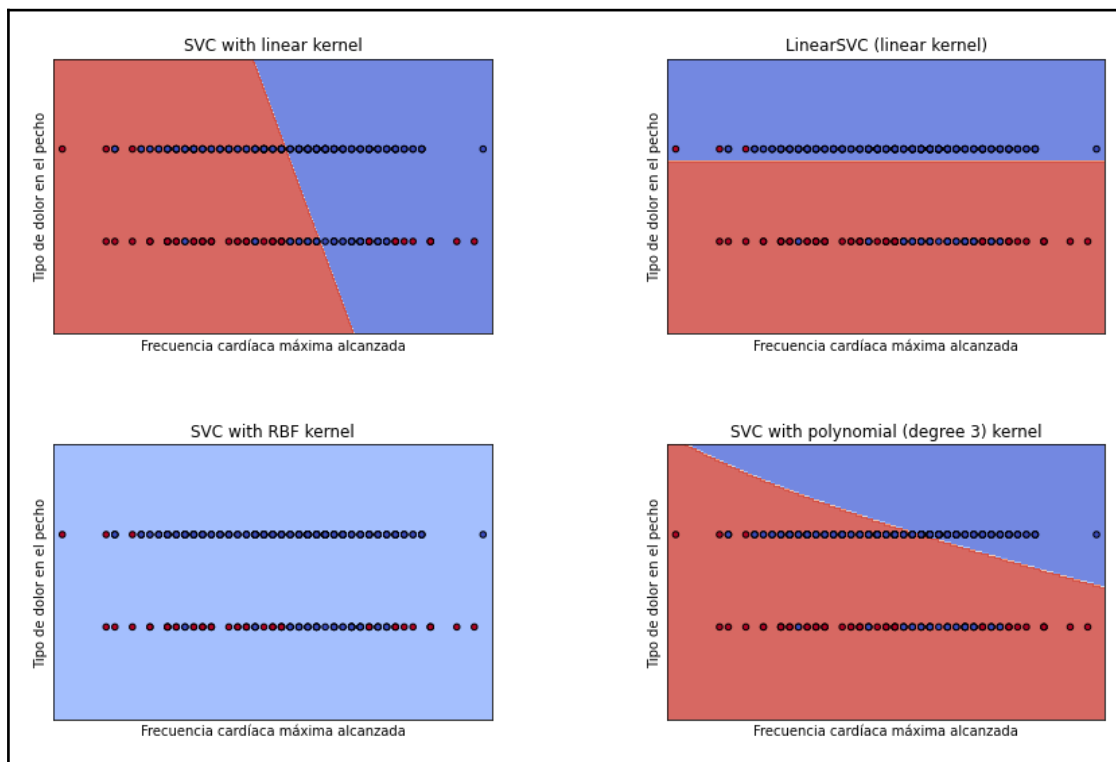 SVC with linear kernel
Tipo de dolor en el pecho
Frecuencia cardíaca máxima alcanzada
LinearSVC (linear kernel)
Tipo de dolor en el pecho
Frecuencia cardíaca máxima alcanzada
SVC with RBF kernel
Tipo de dolor en el pecho
Frecuencia cardíaca máxima alcanzada
SVC with polynomial (degree 3) kernel
Tipo de dolor en el pecho
Frecuencia cardíaca máxima alcanzada